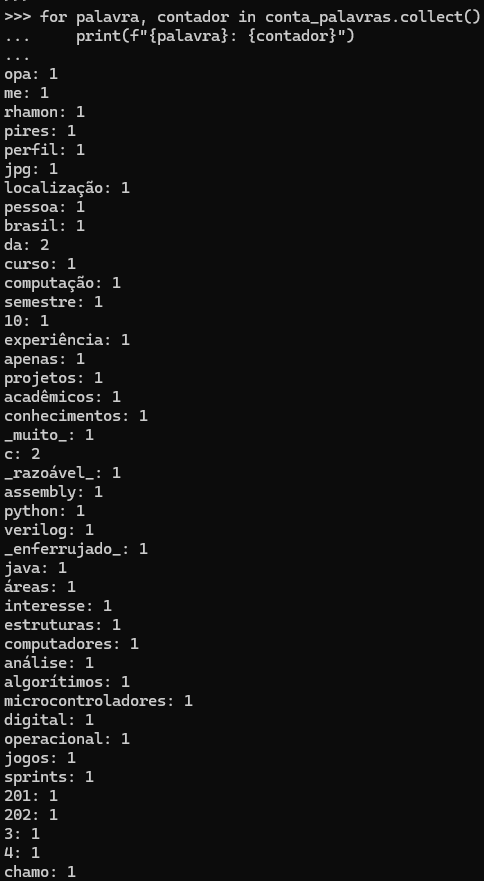 >>> for palavra, contador in conta_palavras.collect()
...     print(f"{palavra}: {contador}")
...
opa: 1
me: 1
rhamon: 1
pires: 1
perfil: 1
jpg: 1
localização: 1
pessoa: 1
brasil: 1
da: 2
curso: 1
computação: 1
semestre: 1
10: 1
experiência: 1
apenas: 1
projetos: 1
acadêmicos: 1
conhecimentos: 1
_muito_: 1
c: 2
_razoável_: 1
assembly: 1
python: 1
verilog: 1
_enferrujado_: 1
java: 1
áreas: 1
interesse: 1
estruturas: 1
computadores: 1
análise: 1
algorítimos: 1
microcontroladores: 1
digital: 1
operacional: 1
jogos: 1
sprints: 1
201: 1
202: 1
3: 1
4: 1
chamo: 1